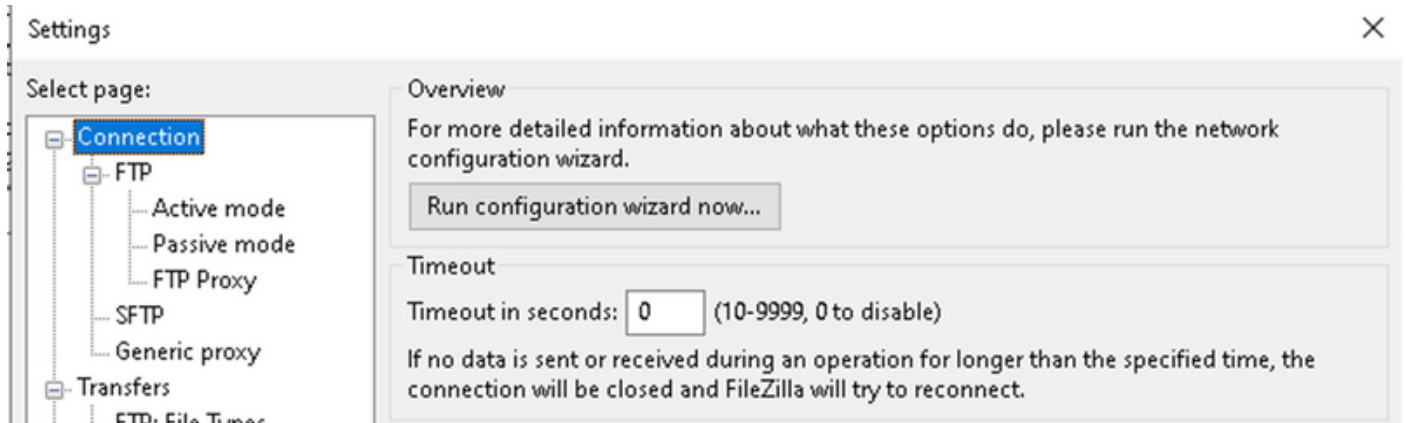 Settings
Select page:
Connection
FTP
Active mode
Passive mode
FTP Proxy
SFTP
Generic proxy
Transfers
FTP: File Types
Overview
For more detailed information about what these options do, please run the network
configuration wizard.
Run configuration wizard now...
Timeout
Timeout in seconds: 0 (10-9999, 0 to disable)
If no data is sent or received during an operation for longer than the specified time, the
connection will be closed and FileZilla will try to reconnect.